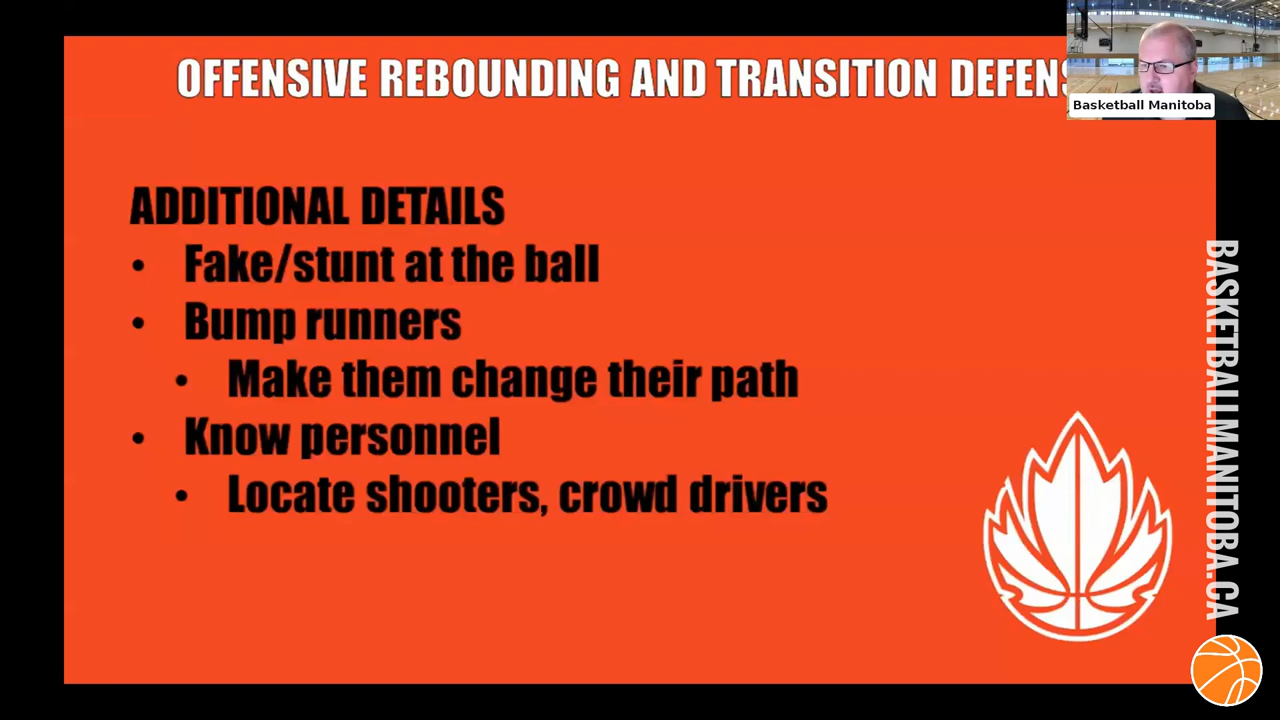 OFFENSIVE REBOUNDING AND TRANSITION DEFENS
Basketball Manitoba
ADDITIONAL DETAILS
• Fake/stunt at the ball
• Bump runners
• Make them change their path
• Know personnel
• Locate shooters, crowd drivers
BASKETBALLMANITOBA.CA